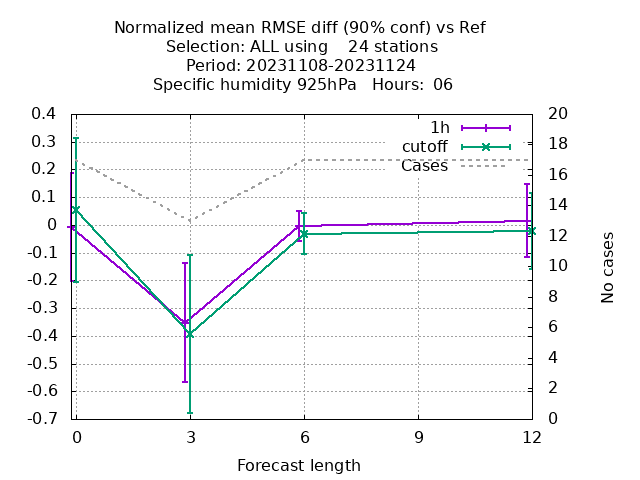 Normalized mean RMSE diff (90% conf) vs Ref
Selection: ALL using    24 stations
Period: 20231108-20231124
Specific humidity 925hPa   Hours:  06
0.4
0.3
0.2
0.1
0
-0.1
-0.2
-0.3
-0.4
-0.5
-0.6
-0.7
1h
cutoff
Cases
20
18
16
14
12
10
8
6
4
2
0
No cases
0 3 6 9 12
Forecast length